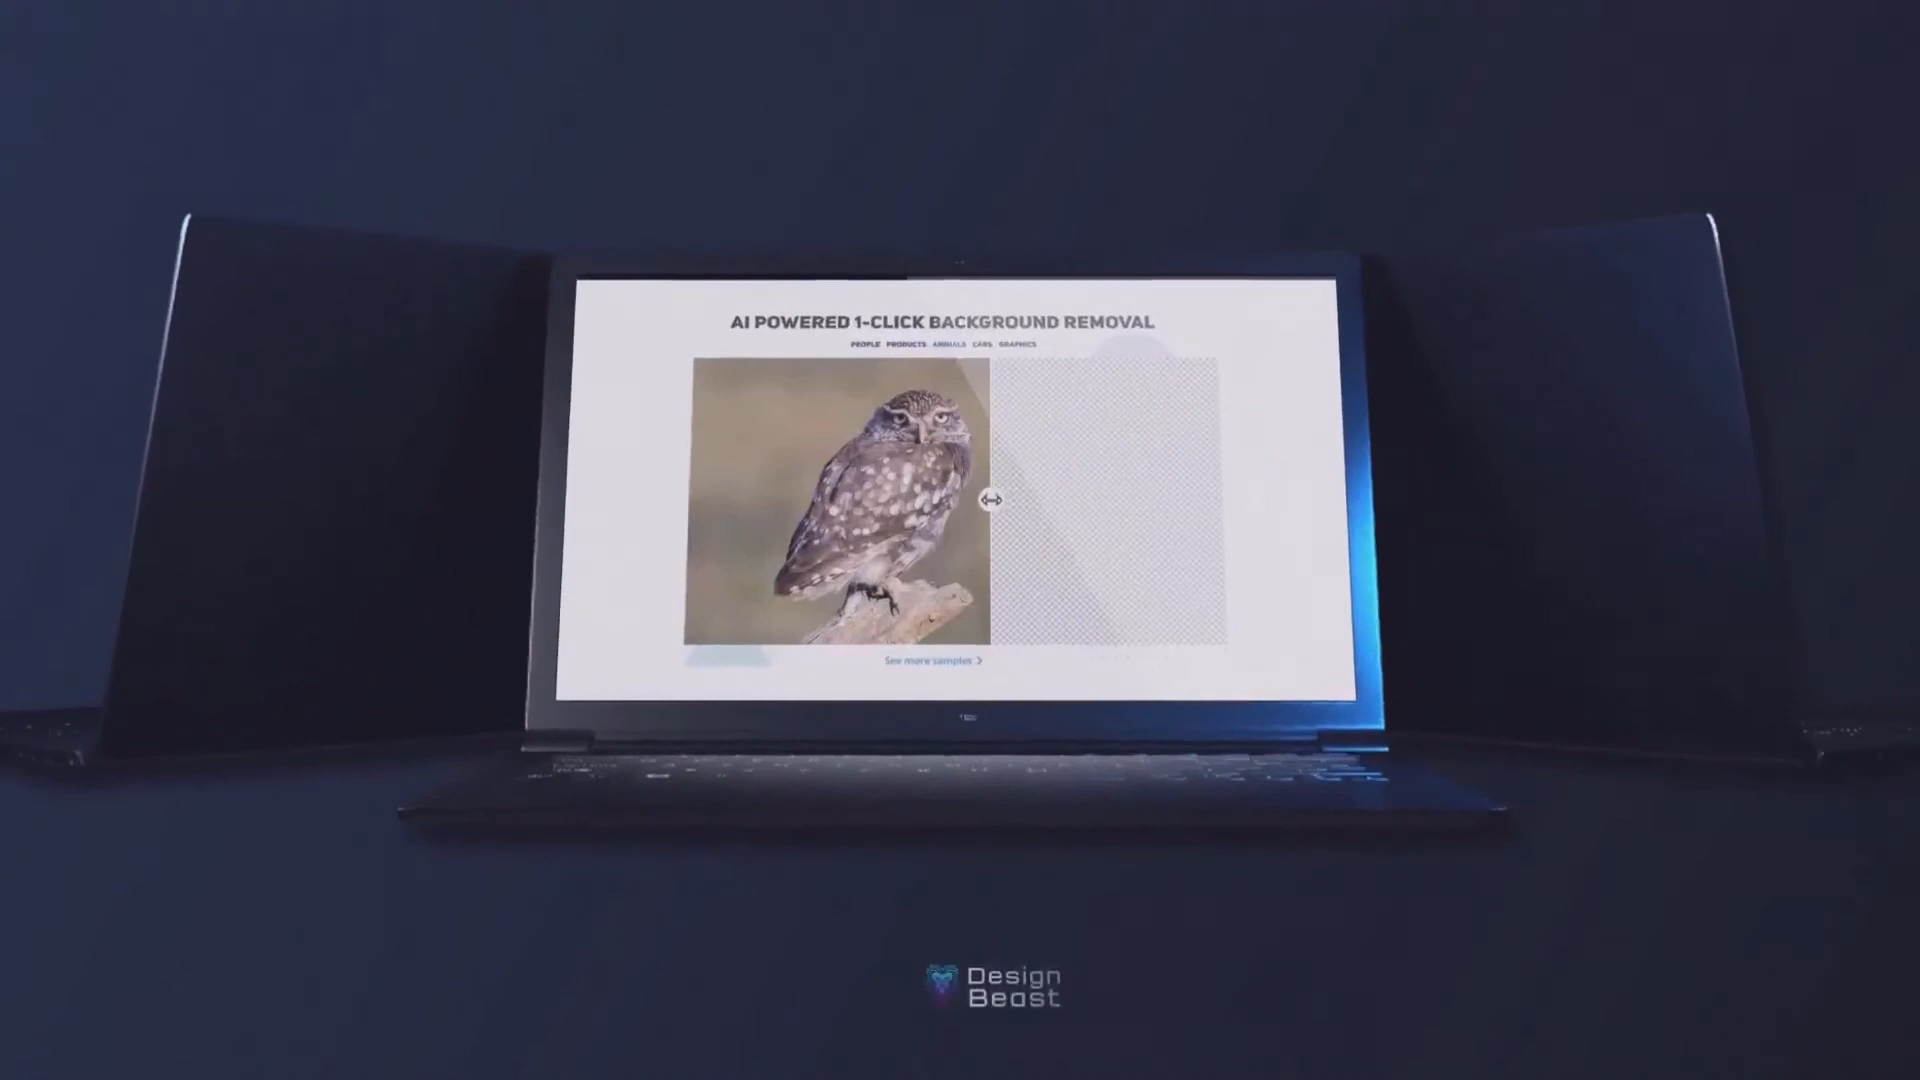 AI POWERED 1-CLICK BACKGROUND REMOVAL
PEOPLE PRODUCTS ANIMALS CARS GRAPHICS
See more samples >
Design
Beast